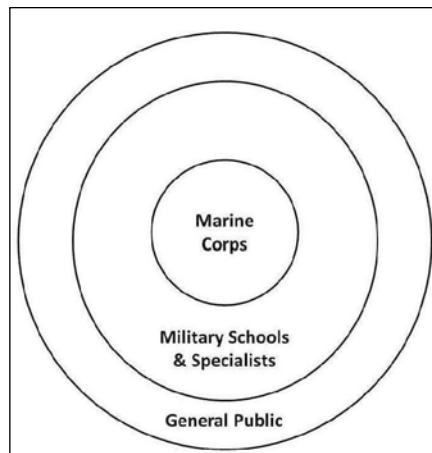 Marine
Corps
Military Schools
& Specialists
General Public